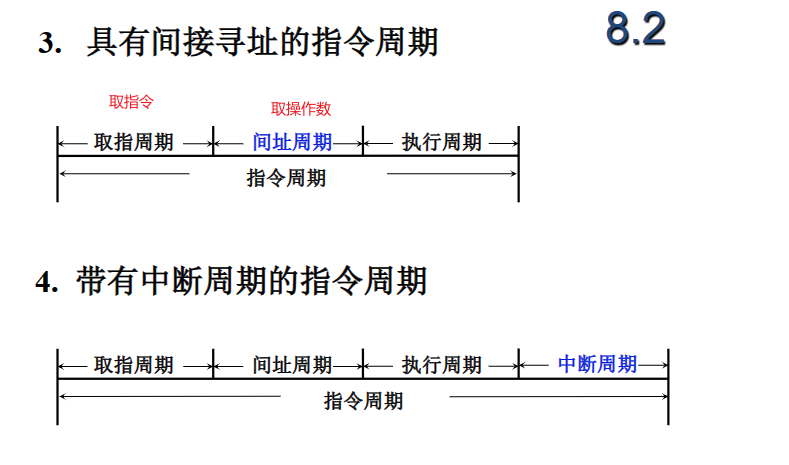 8.2
3. 具有间接寻址的指令周期
取指令
取操作数
取指周期 间址周期 执行周期
指令周期
4. 带有中断周期的指令周期
取指周期 间址周期 执行周期 中断周期
指令周期